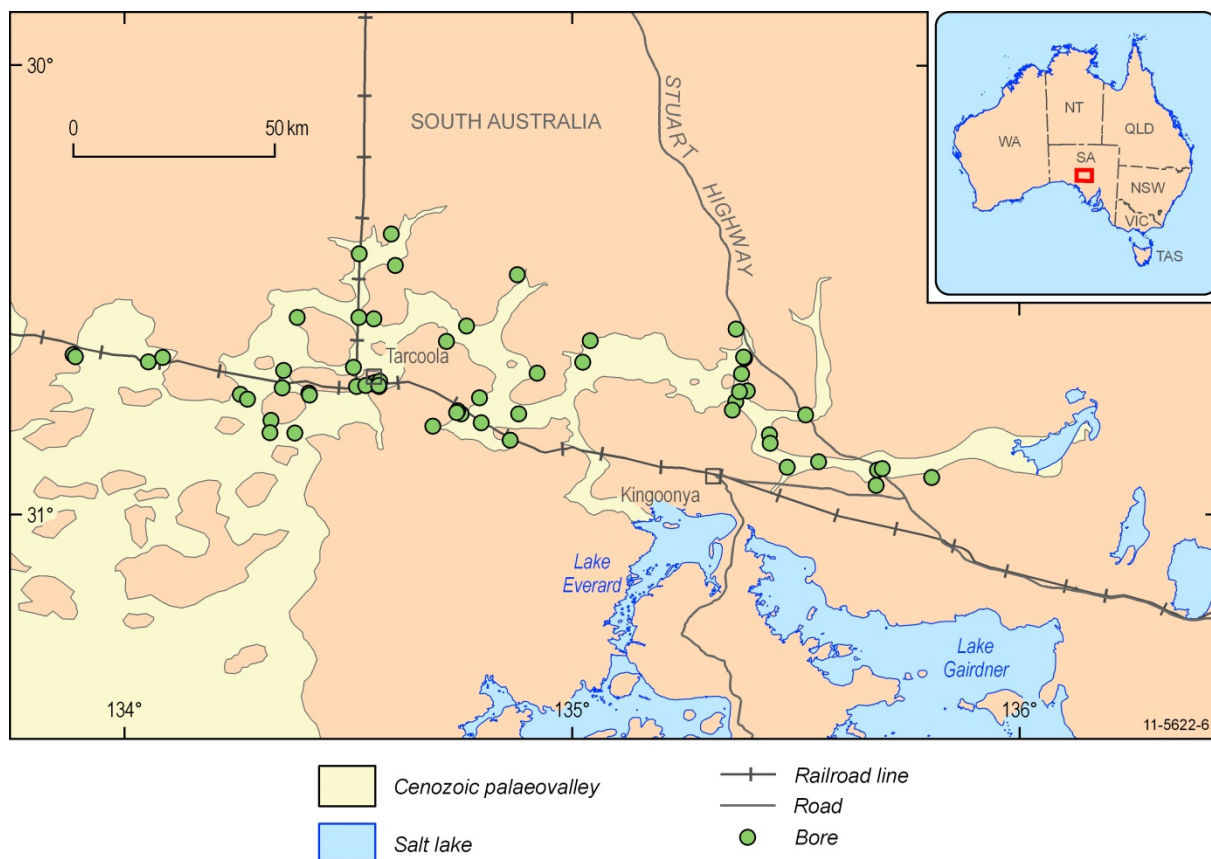 30°
0
50 km
SOUTH AUSTRALIA
STUART
HIGHWAY
WA
NT
QLD
SA
NSW
VIC
TAS
Tarcoola
31°
Kingoonya
Lake
Everard
Lake
Gairdner
134°
135°
136°
11-5622-6
Cenozoic palaeovalley
Salt lake
Railroad line
Road
Bore